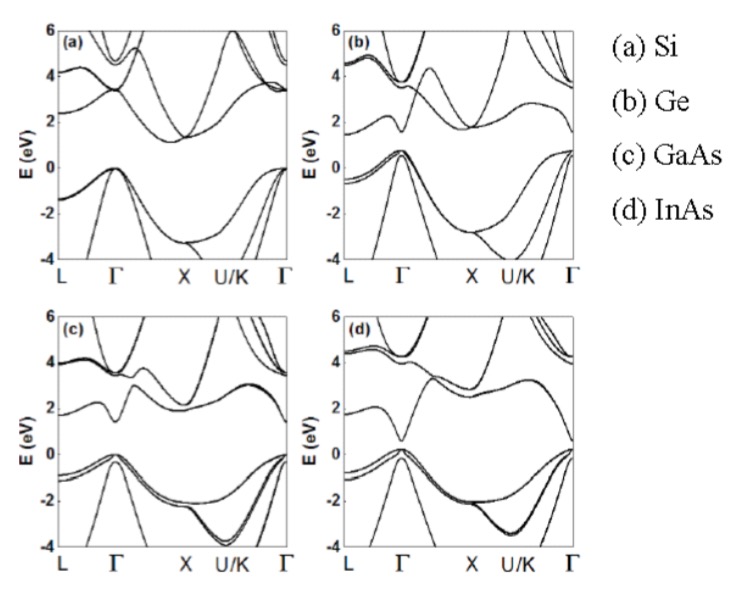 (a) Si
(b) Ge
(c) GaAs
(d) InAs
(a)
6
4
2
0
-2
-4
E (eV)
L Γ X U/K Γ
(b)
6
4
2
0
-2
-4
E (eV)
L Γ X U/K Γ
(c)
6
4
2
0
-2
-4
E (eV)
L Γ X U/K Γ
(d)
6
4
2
0
-2
-4
E (eV)
L Γ X U/K Γ